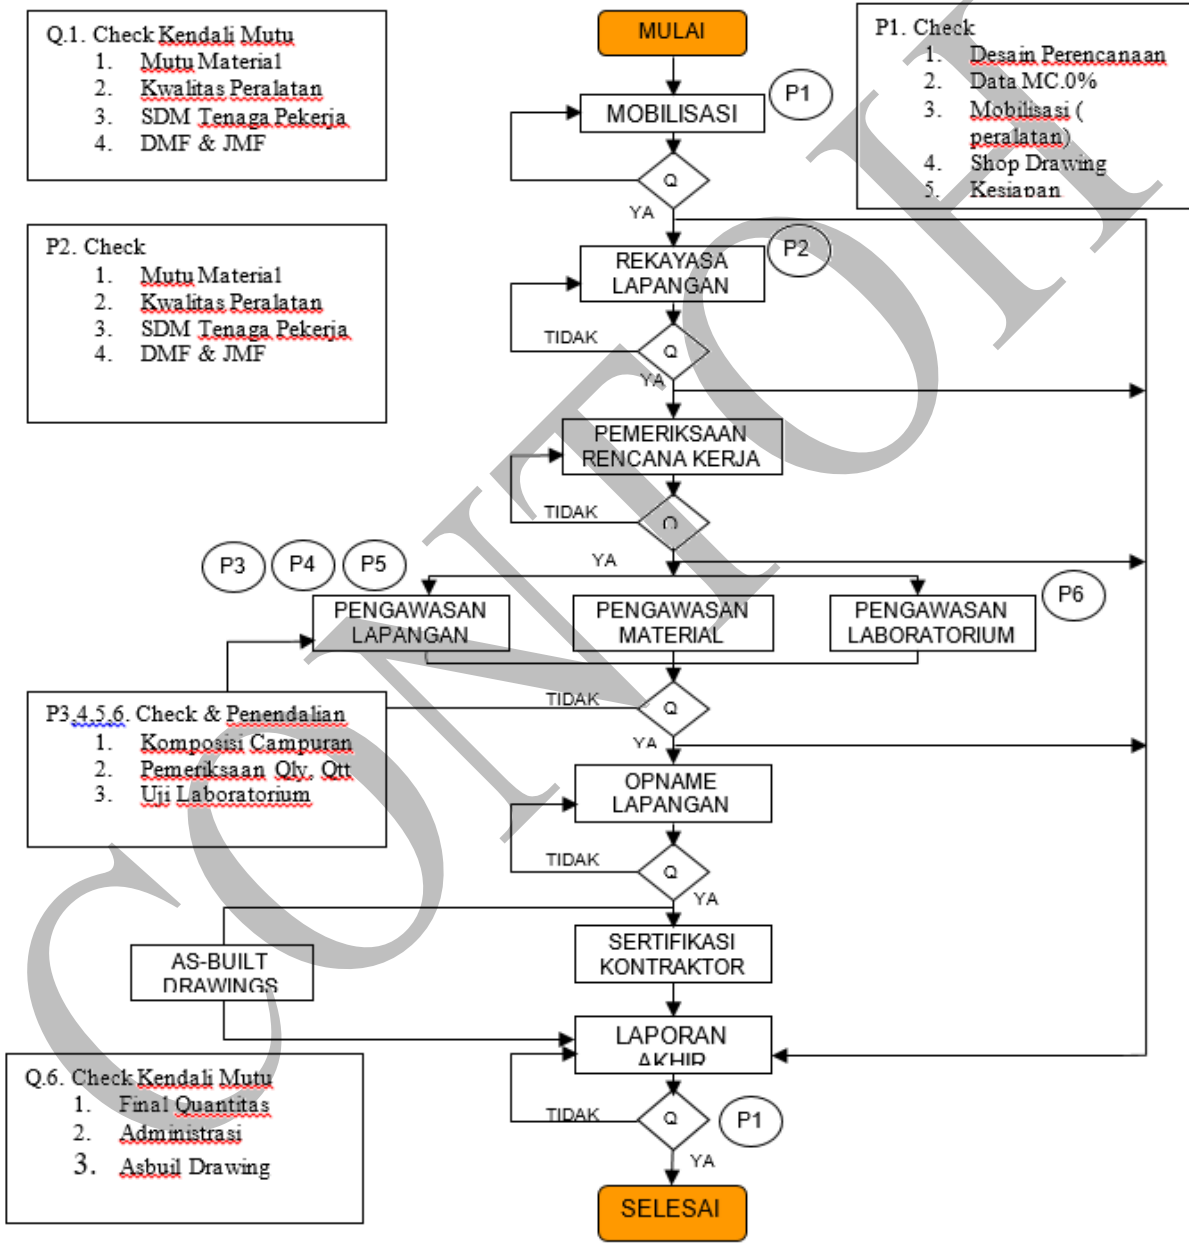 Q.1. Check Kendali Mutu
1. Mutu Material
2. Kwalitas Peralatan
3. SDM Tenaga Pekerja
4. DMF & JMF
MULAI
P1. Check
1. Desain Perencanaan
2. Data MC.0%
3. Mobilisasi (
peralatan)
4. Shop Drawing
5. Kesiapan
P1
MOBILISASI
Q
YA
P2. Check
1. Mutu Material
2. Kwalitas Peralatan
3. SDM Tenaga Pekerja
4. DMF & JMF
P2
REKAYASA
LAPANGAN
TIDAK
Q
YA
PEMERIKSAAN
RENCANA KERJA
TIDAK
Q
YA
P3
P4
P5
P6
PENGAWASAN
LAPANGAN
PENGAWASAN
MATERIAL
PENGAWASAN
LABORATORIUM
P3,4,5,6. Check & Penendalian
1. Komposisi Campuran
2. Pemeriksaan Qly, Qtt
3. Uji Laboratorium
TIDAK
Q
YA
OPNAME
LAPANGAN
TIDAK
Q
YA
AS-BUILT
DRAWINGS
SERTIFIKASI
KONTRAKTOR
LAPORAN
AKHIR
Q.6. Check Kendali Mutu
1. Final Quantitas
2. Administrasi
3. Asbuil Drawing
TIDAK
Q
P1
YA
SELESAI
CONTOH